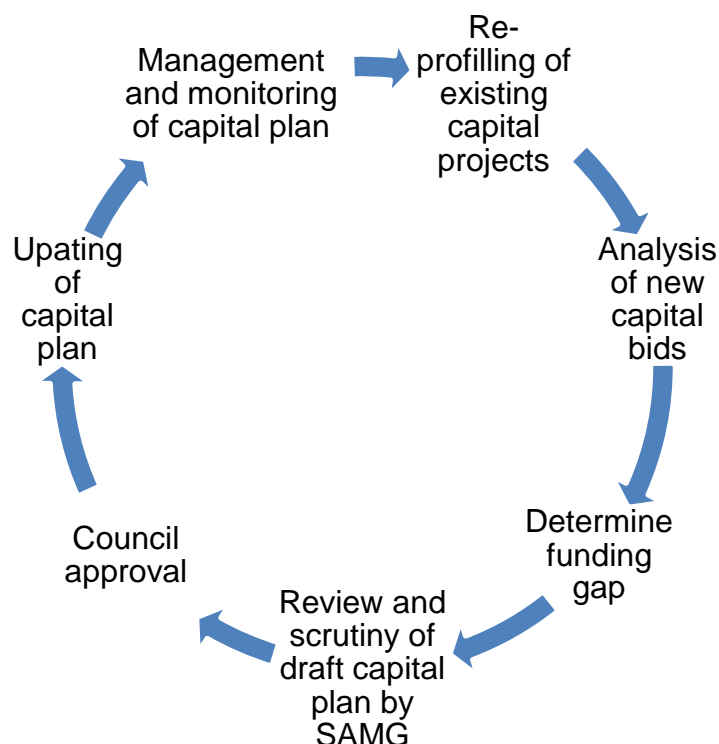 Re-
profilling of
existing
capital
projects
Analysis
of new
capital
bids
Determine
funding
gap
Review and
scrutiny of
draft capital
plan by
SAMG
Council
approval
Upating
of
capital
plan
Management
and monitoring
of capital plan